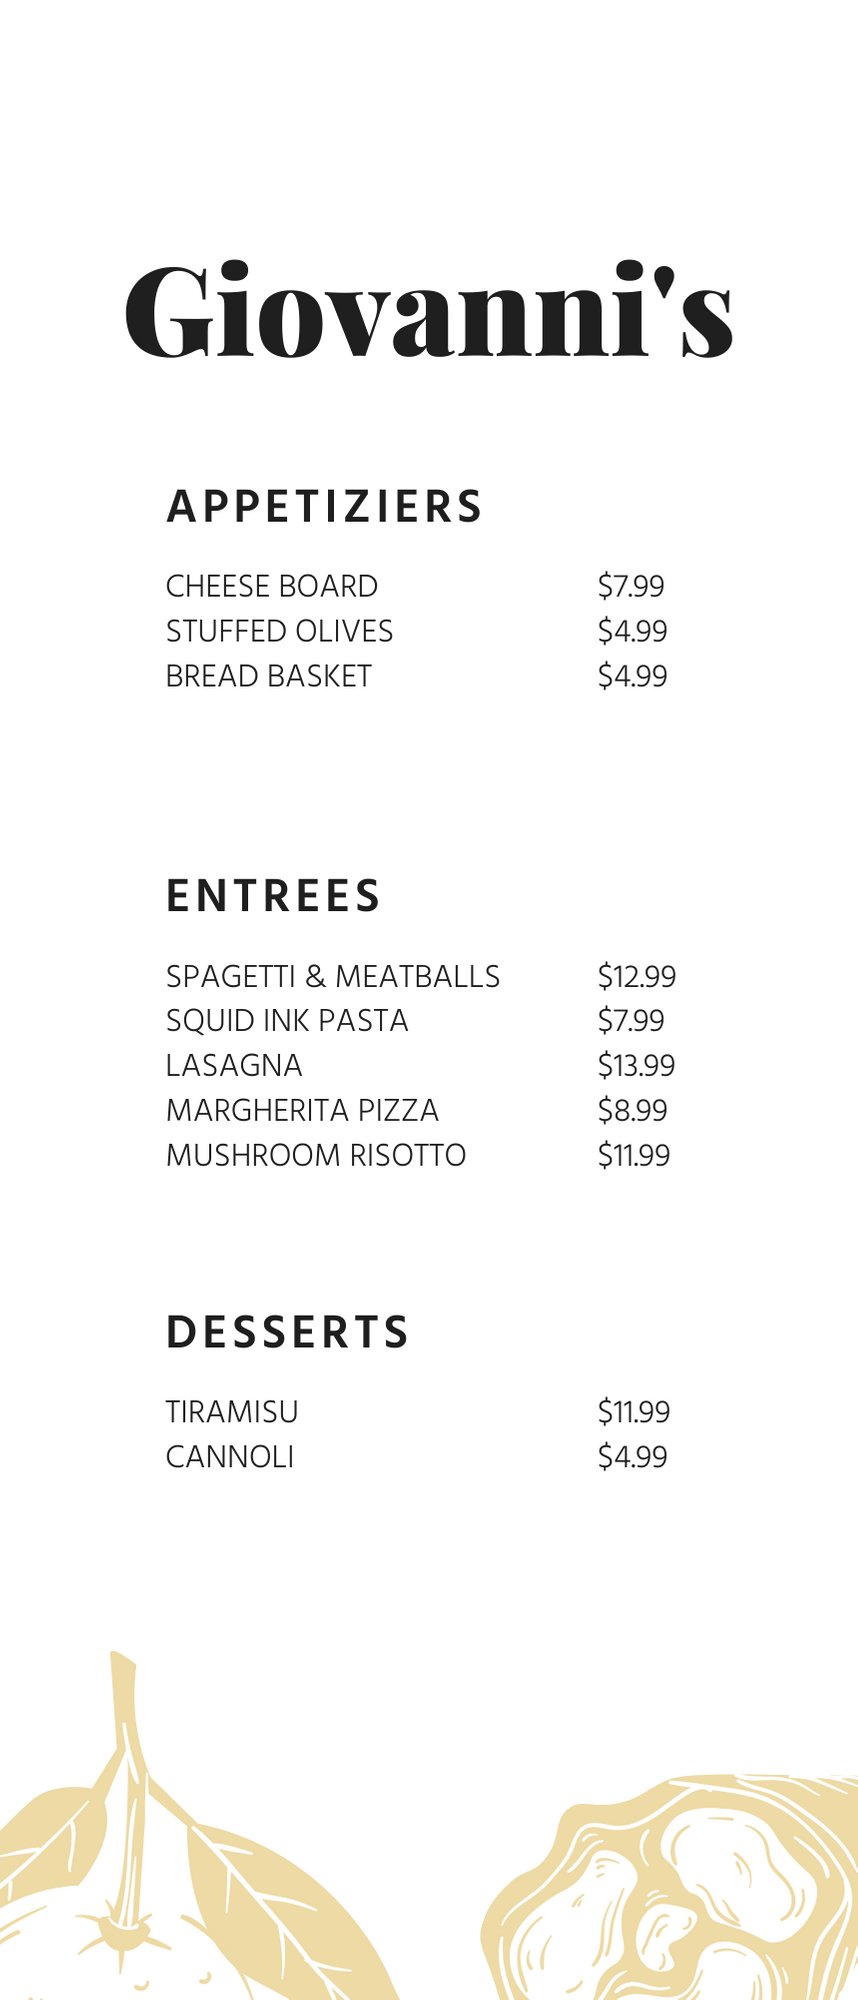 Giovanni's
APPETIZIERS
CHEESE BOARD $7.99
STUFFED OLIVES $4.99
BREAD BASKET $4.99
ENTREES
SPAGETTI & MEATBALLS $12.99
SQUID INK PASTA $7.99
LASAGNA $13.99
MARGHERITA PIZZA $8.99
MUSHROOM RISOTTO $11.99
DESSERTS
TIRAMISU $11.99
CANNOLI $4.99